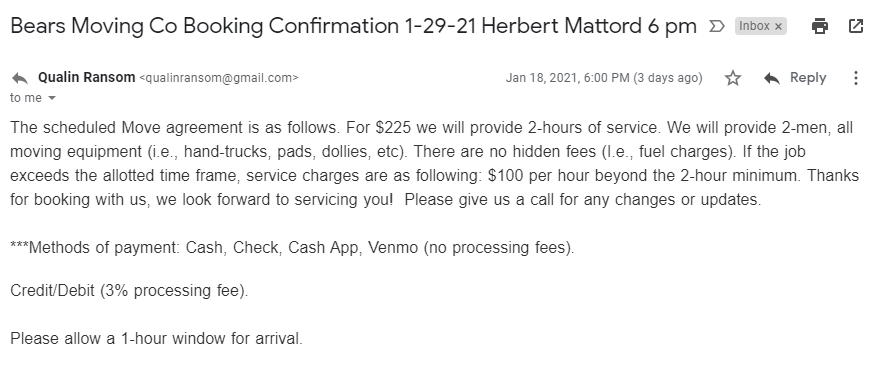 Bears Moving Co Booking Confirmation 1-29-21 Herbert Mattord 6 pm Inbox x
Qualin Ransom <qualinransom@gmail.com> Jan 18, 2021, 6:00 PM (3 days ago) Reply
to me
The scheduled Move agreement is as follows. For $225 we will provide 2-hours of service. We will provide 2-men, all
moving equipment (i.e., hand-trucks, pads, dollies, etc). There are no hidden fees (I.e., fuel charges). If the job
exceeds the allotted time frame, service charges are as following: $100 per hour beyond the 2-hour minimum. Thanks
for booking with us, we look forward to servicing you!  Please give us a call for any changes or updates.
***Methods of payment: Cash, Check, Cash App, Venmo (no processing fees).
Credit/Debit (3% processing fee).
Please allow a 1-hour window for arrival.